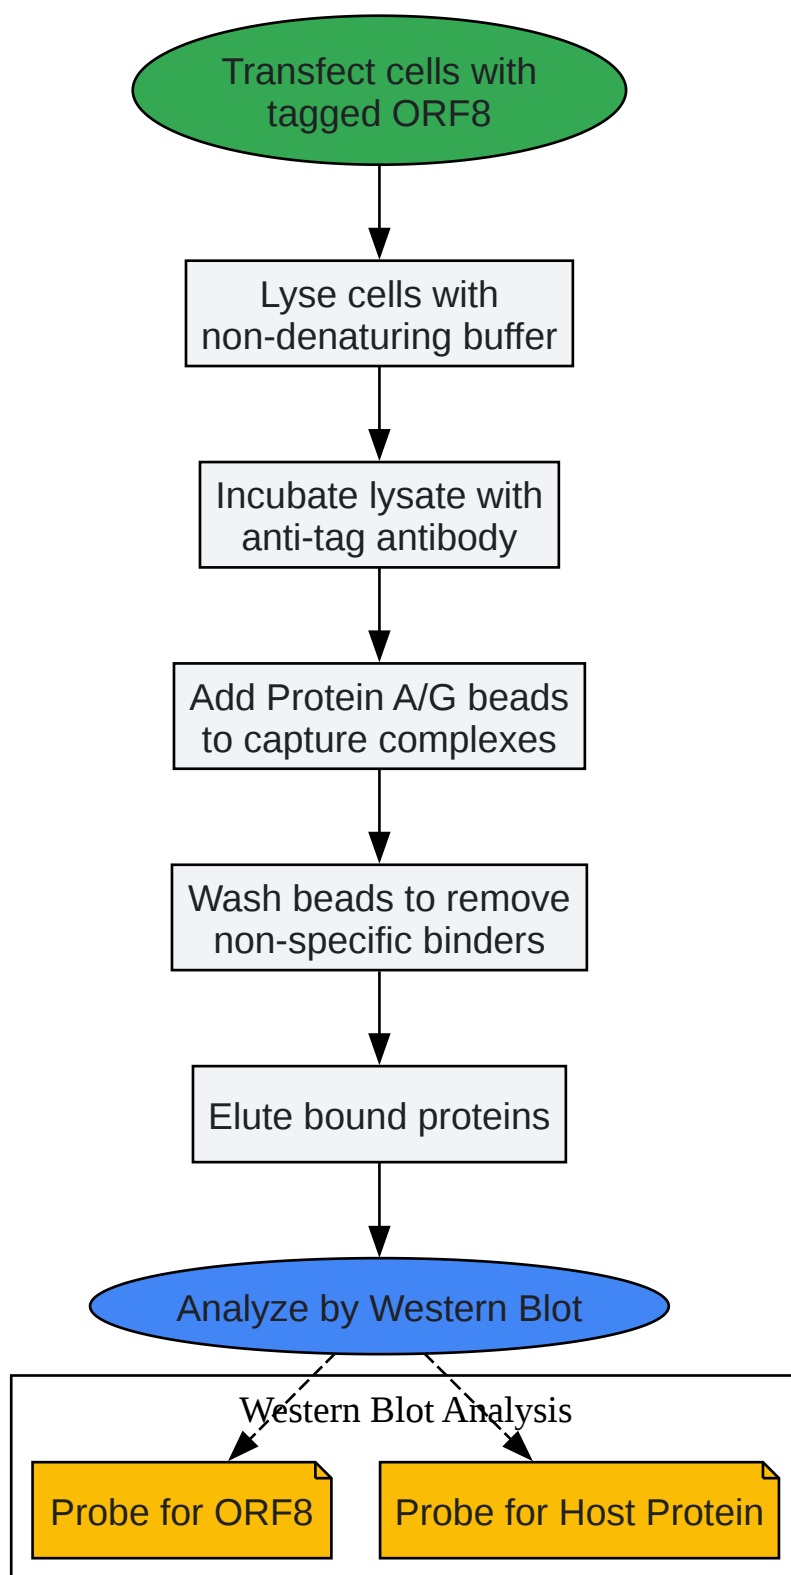 Transfect cells with
tagged ORF8
Lyse cells with
non-denaturing buffer
Incubate lysate with
anti-tag antibody
Add Protein A/G beads
to capture complexes
Wash beads to remove
non-specific binders
Elute bound proteins
Analyze by Western Blot
Western Blot Analysis
Probe for ORF8
Probe for Host Protein